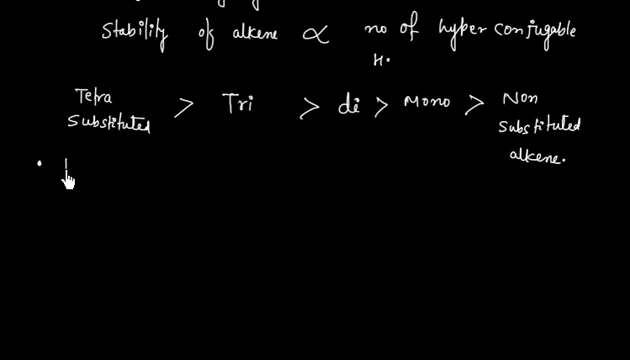 Stability of alkene ∝ no of hyper conjugable H.
Tetra Substituted > Tri > di > Mono > Non Substituted alkene.
•